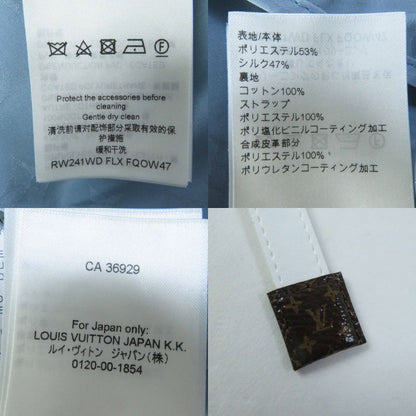 Protect the accessories before
cleaning
Gentle dry clean
清洗前请对配饰部分采取有效的保
护措施
缓和干洗
RW241WD FLX FQOW47
表地/本体
ポリエステル53%
シルク47%
裏地
コットン100%
ストラップ
ポリエステル100%
ポリ塩化ビニルコーティング加工
合成皮革部分
ポリエステル100%
ポリウレタンコーティング加工
CA 36929
For Japan only:
LOUIS VUITTON JAPAN K.K.
ルイ・ヴィトン ジャパン(株)
0120-00-1854
LV